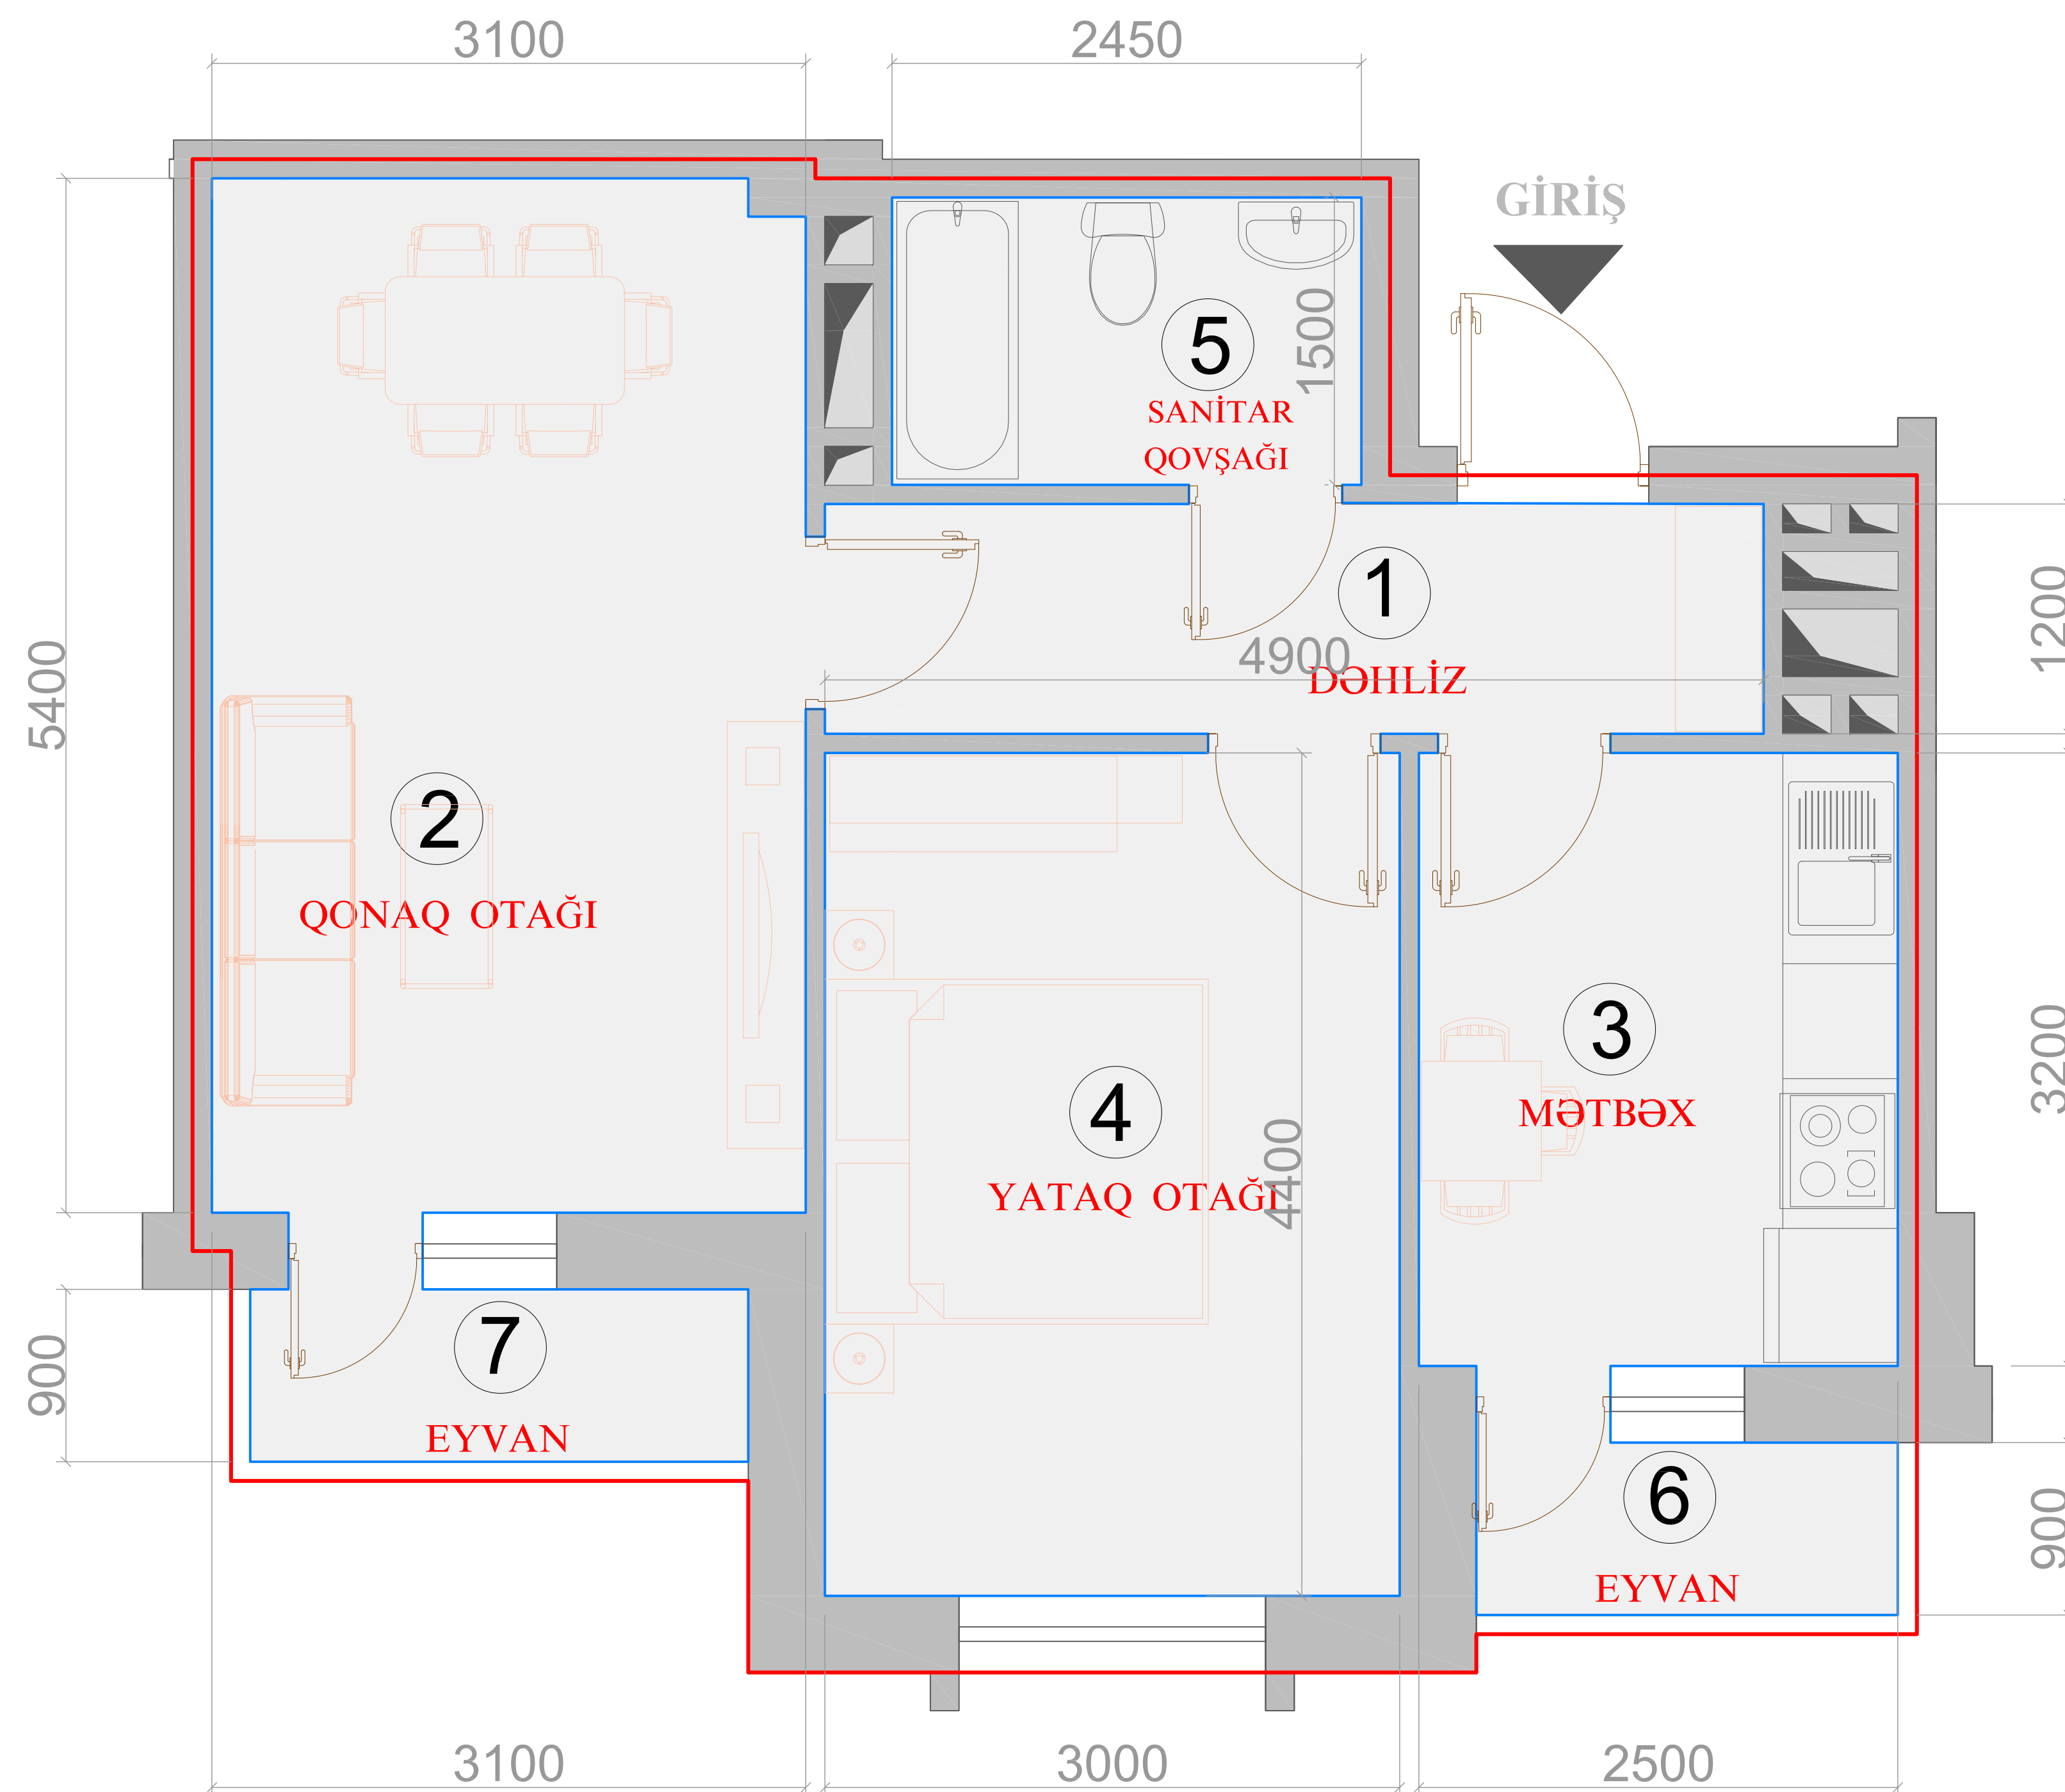 3100
2450
GİRİŞ
5
SANİTAR
QOVŞAĞI
1500
1
4900
DƏHLİZ
1200
5400
2
QONAQ OTAĞI
3
MƏTBƏX
3200
4
YATAQ OTAĞI
4400
7
EYVAN
900
6
EYVAN
900
3100
3000
2500